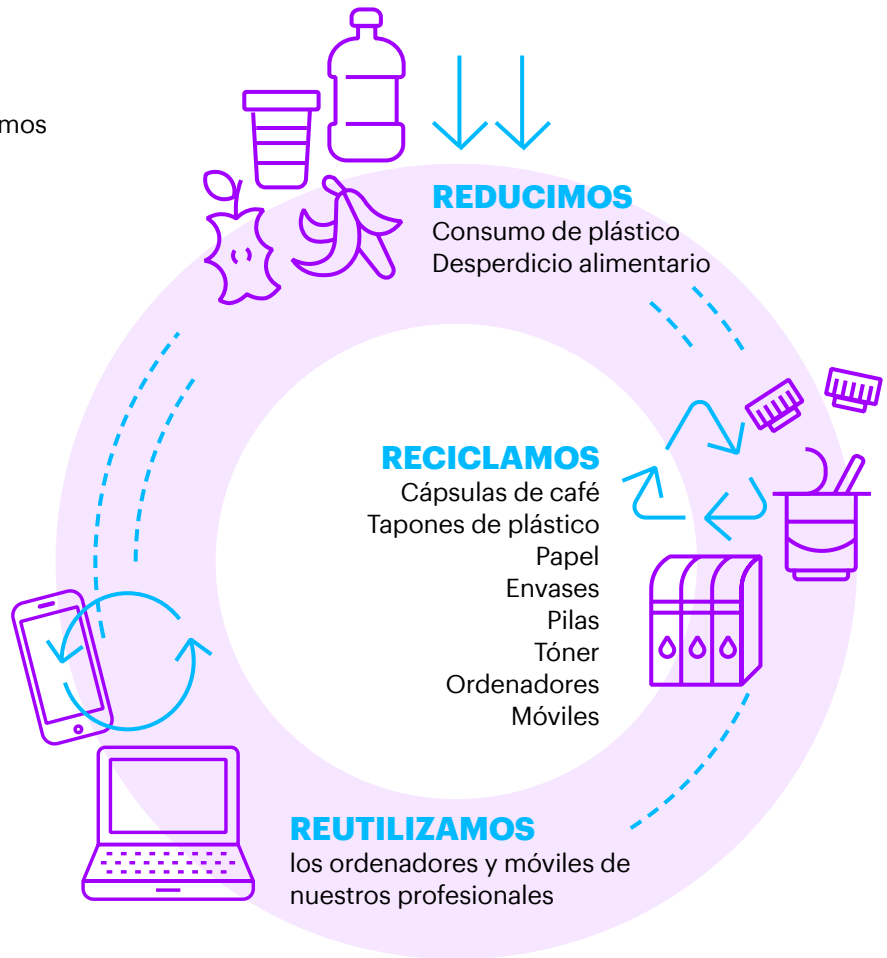 mos
REDUCIMOS
Consumo de plástico
Desperdicio alimentario
RECICLAMOS
Cápsulas de café
Tapones de plástico
Papel
Envases
Pilas
Tóner
Ordenadores
Móviles
REUTILIZAMOS
los ordenadores y móviles de
nuestros profesionales